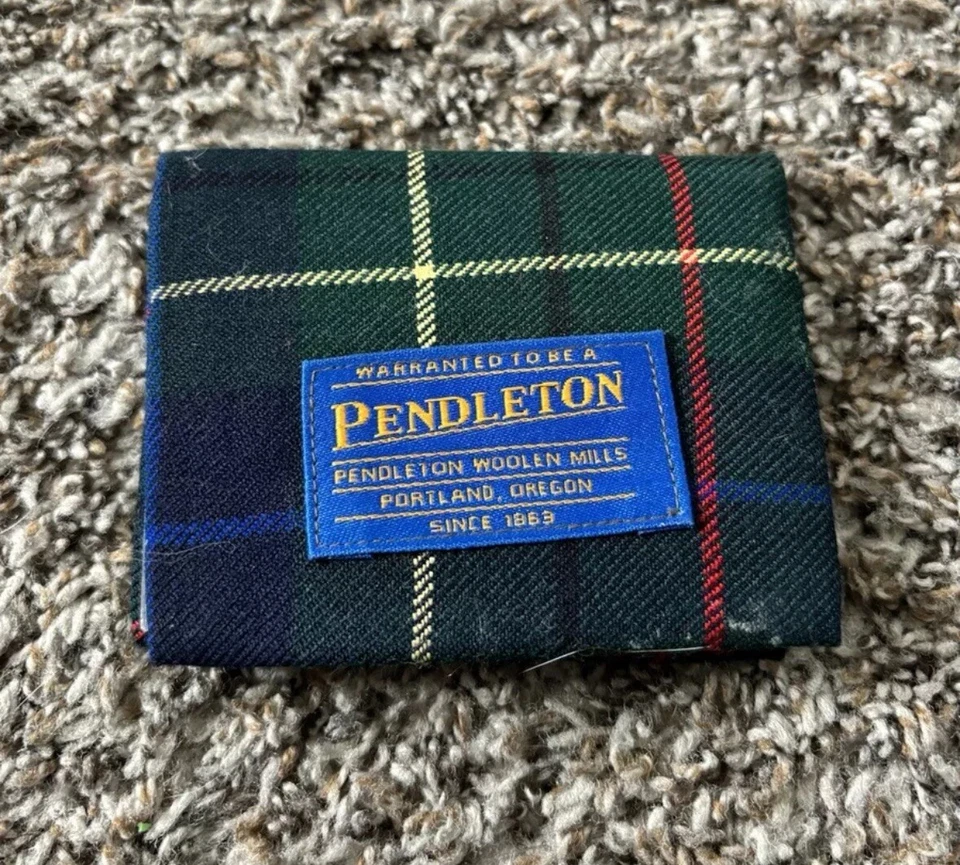 WARRANTED TO BE A
PENDLETON
PENDLETON WOOLEN MILLS
PORTLAND, OREGON
SINCE 1863